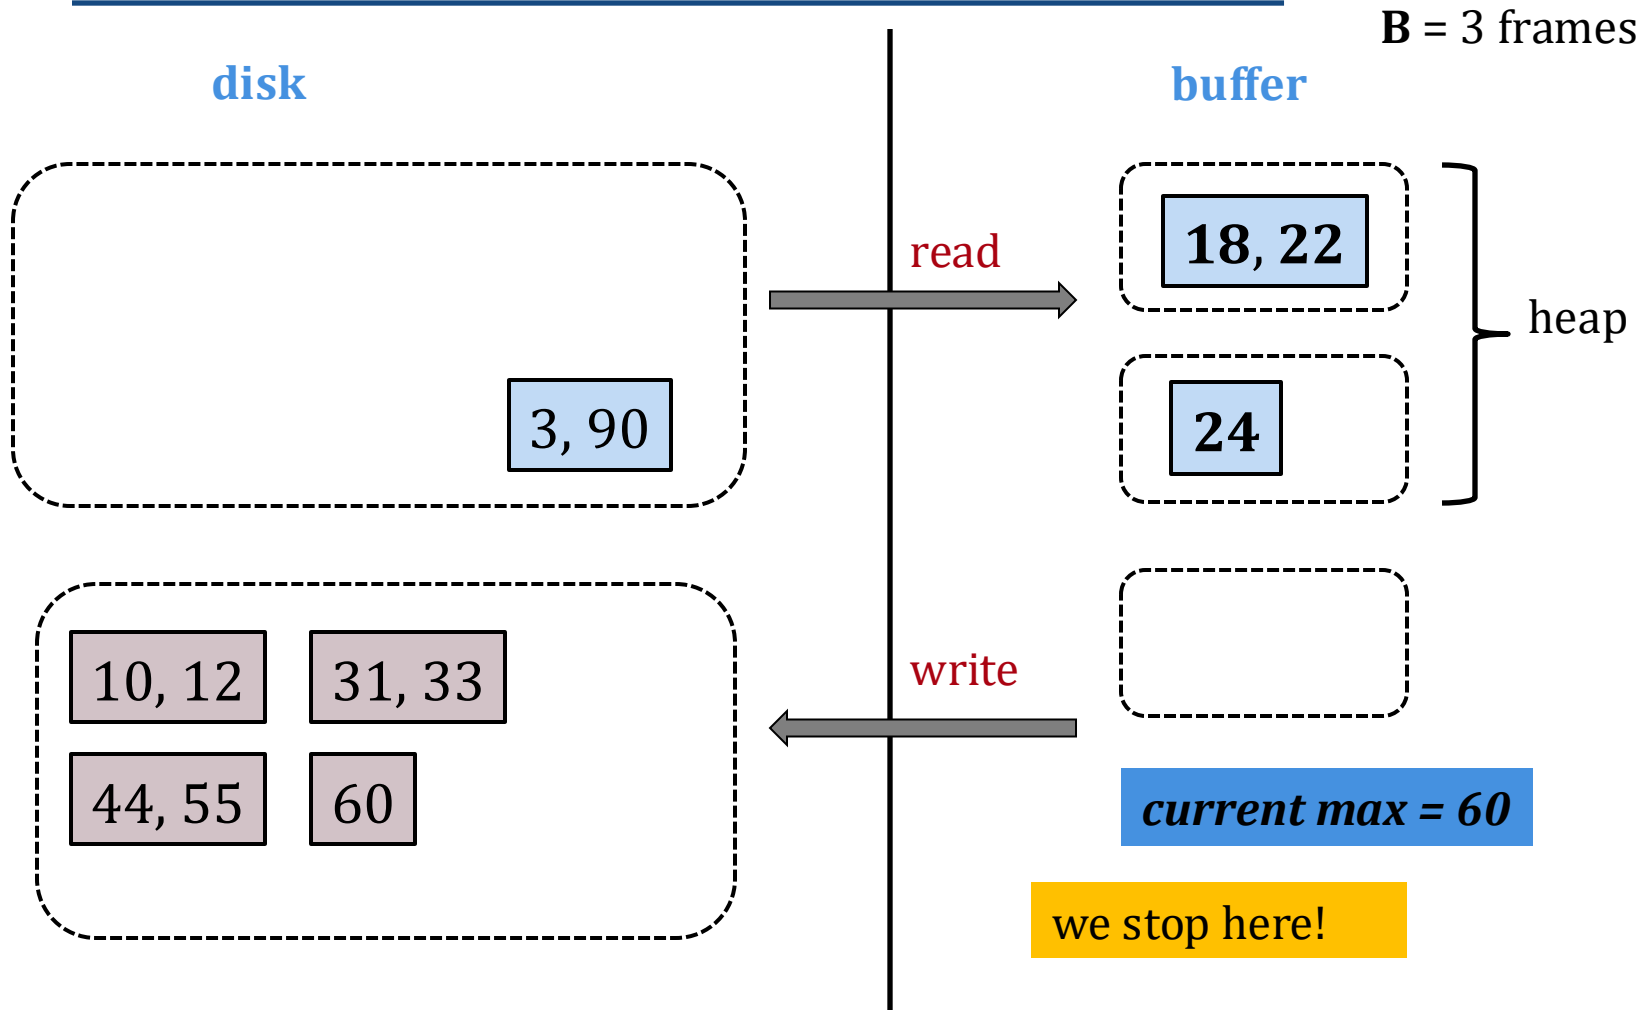 B = 3 frames
disk
buffer
18, 22
read
heap
3, 90
24
10, 12
31, 33
write
44, 55
60
current max = 60
we stop here!